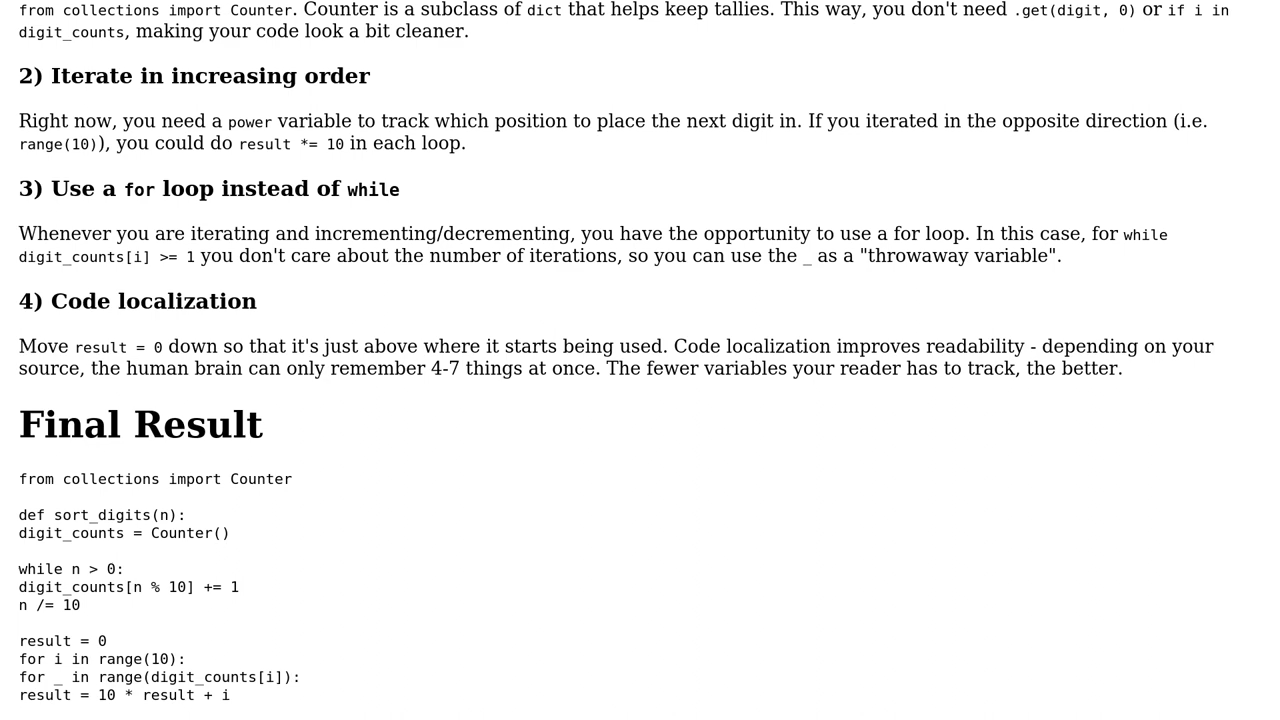 from collections import Counter. Counter is a subclass of dict that helps keep tallies. This way, you don't need .get(digit, 0) or if i in
digit_counts, making your code look a bit cleaner.
2) Iterate in increasing order
Right now, you need a power variable to track which position to place the next digit in. If you iterated in the opposite direction (i.e.
range(10)), you could do result *= 10 in each loop.
3) Use a for loop instead of while
Whenever you are iterating and incrementing/decrementing, you have the opportunity to use a for loop. In this case, for while
digit_counts[i] >= 1 you don't care about the number of iterations, so you can use the _ as a "throwaway variable".
4) Code localization
Move result = 0 down so that it's just above where it starts being used. Code localization improves readability - depending on your
source, the human brain can only remember 4-7 things at once. The fewer variables your reader has to track, the better.
Final Result
from collections import Counter
def sort_digits(n):
digit_counts = Counter()
while n > 0:
digit_counts[n % 10] += 1
n /= 10
result = 0
for i in range(10):
for _ in range(digit_counts[i]):
result = 10 * result + i